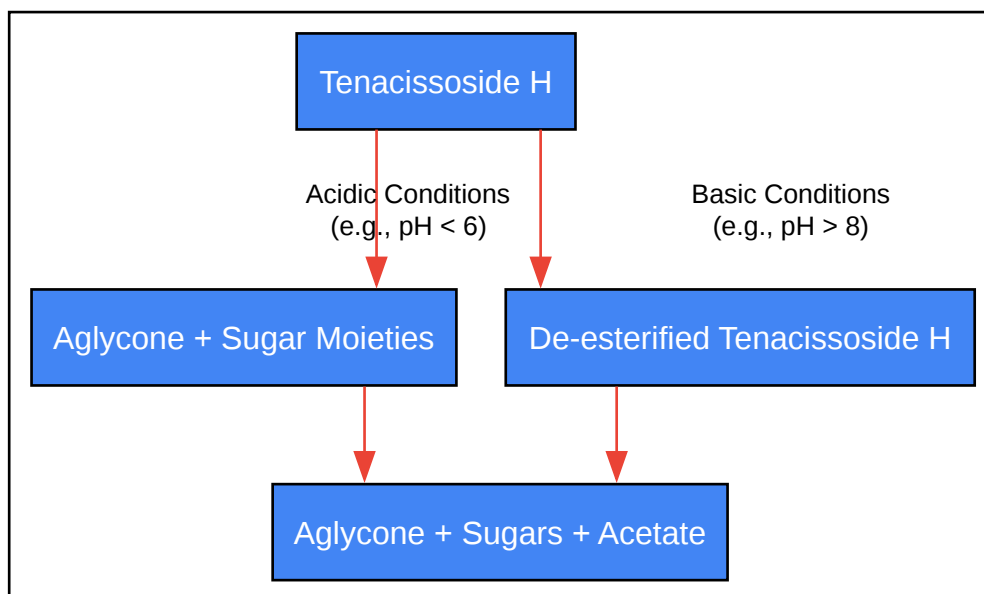 Tenacissoside H
Acidic Conditions
(e.g., pH < 6)
Basic Conditions
(e.g., pH > 8)
Aglycone + Sugar Moieties
De-esterified Tenacissoside H
Aglycone + Sugars + Acetate